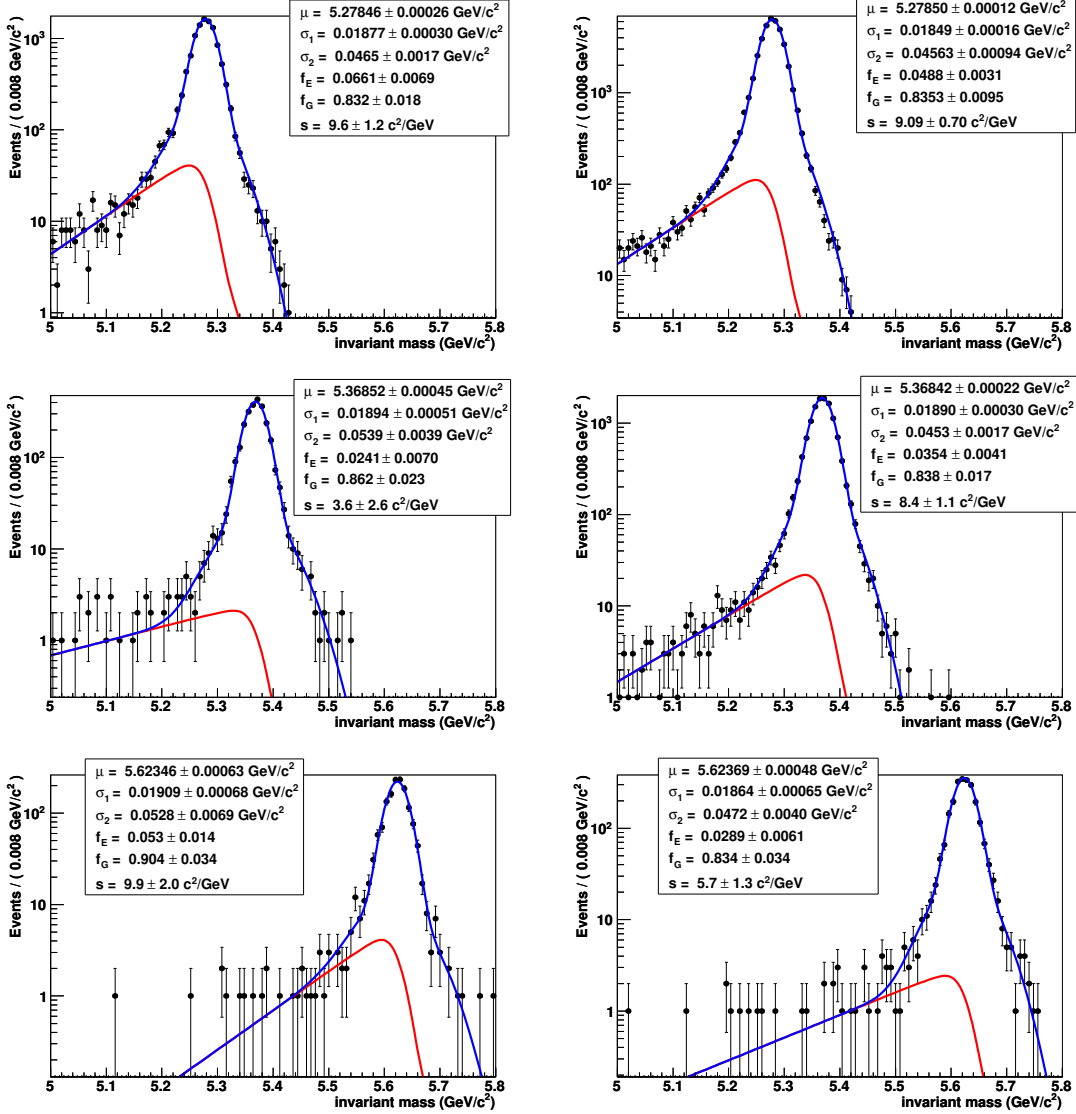 μ = 5.27846 ± 0.00026 GeV/c²
σ₁ = 0.01877 ± 0.00030 GeV/c²
σ₂ = 0.0465 ± 0.0017 GeV/c²
f_E = 0.0661 ± 0.0069
f_G = 0.832 ± 0.018
s = 9.6 ± 1.2 c²/GeV
Events / ( 0.008 GeV/c² )
10³
10²
10
1
5 5.1 5.2 5.3 5.4 5.5 5.6 5.7 5.8
invariant mass (GeV/c²)
μ = 5.27850 ± 0.00012 GeV/c²
σ₁ = 0.01849 ± 0.00016 GeV/c²
σ₂ = 0.04563 ± 0.00094 GeV/c²
f_E = 0.0488 ± 0.0031
f_G = 0.8353 ± 0.0095
s = 9.09 ± 0.70 c²/GeV
Events / ( 0.008 GeV/c² )
10³
10²
10
5 5.1 5.2 5.3 5.4 5.5 5.6 5.7 5.8
invariant mass (GeV/c²)
μ = 5.36852 ± 0.00045 GeV/c²
σ₁ = 0.01894 ± 0.00051 GeV/c²
σ₂ = 0.0539 ± 0.0039 GeV/c²
f_E = 0.0241 ± 0.0070
f_G = 0.862 ± 0.023
s = 3.6 ± 2.6 c²/GeV
Events / ( 0.008 GeV/c² )
10²
10
1
5 5.1 5.2 5.3 5.4 5.5 5.6 5.7 5.8
invariant mass (GeV/c²)
μ = 5.36842 ± 0.00022 GeV/c²
σ₁ = 0.01890 ± 0.00030 GeV/c²
σ₂ = 0.0453 ± 0.0017 GeV/c²
f_E = 0.0354 ± 0.0041
f_G = 0.838 ± 0.017
s = 8.4 ± 1.1 c²/GeV
Events / ( 0.008 GeV/c² )
10³
10²
10
1
5 5.1 5.2 5.3 5.4 5.5 5.6 5.7 5.8
invariant mass (GeV/c²)
μ = 5.62346 ± 0.00063 GeV/c²
σ₁ = 0.01909 ± 0.00068 GeV/c²
σ₂ = 0.0528 ± 0.0069 GeV/c²
f_E = 0.053 ± 0.014
f_G = 0.904 ± 0.034
s = 9.9 ± 2.0 c²/GeV
Events / ( 0.008 GeV/c² )
10²
10
1
5 5.1 5.2 5.3 5.4 5.5 5.6 5.7 5.8
invariant mass (GeV/c²)
μ = 5.62369 ± 0.00048 GeV/c²
σ₁ = 0.01864 ± 0.00065 GeV/c²
σ₂ = 0.0472 ± 0.0040 GeV/c²
f_E = 0.0289 ± 0.0061
f_G = 0.834 ± 0.034
s = 5.7 ± 1.3 c²/GeV
Events / ( 0.008 GeV/c² )
10²
10
1
5 5.1 5.2 5.3 5.4 5.5 5.6 5.7 5.8
invariant mass (GeV/c²)